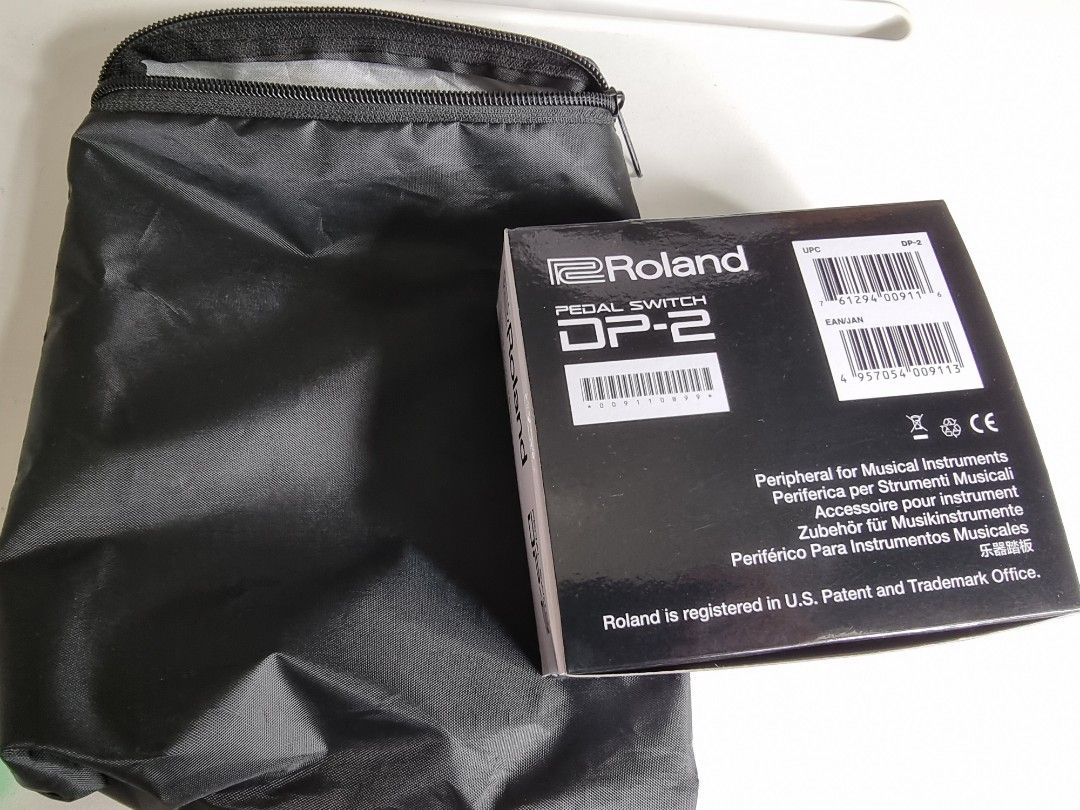 Roland
PEDAL SWITCH
DP-2
*009110899*
UPC DP-2
7 61294 00911 6
EAN/JAN
4 957054 009113
CE
Peripheral for Musical Instruments
Periferica per Strumenti Musicali
Accessoire pour instrument
Zubehör für Musikinstrumente
Periférico Para Instrumentos Musicales
乐器踏板
Roland is registered in U.S. Patent and Trademark Office.
Roland